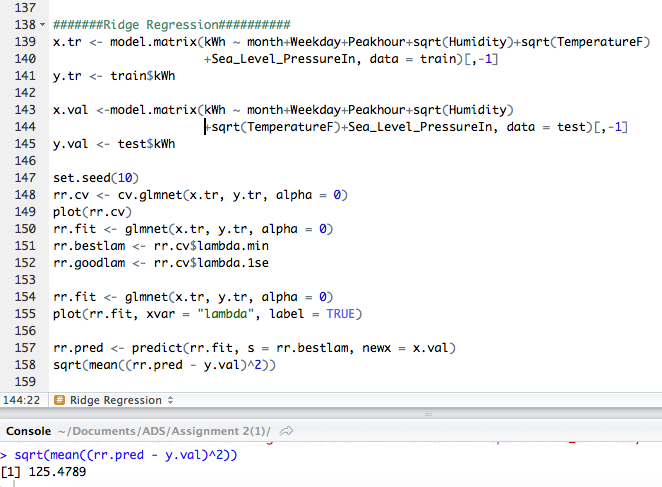 137
138 #######Ridge Regression##########
139 x.tr <- model.matrix(kWh ~ month+Weekday+Peakhour+sqrt(Humidity)+sqrt(TemperatureF)
140 +Sea_Level_PressureIn, data = train)[,-1]
141 y.tr <- train$kWh
142
143 x.val <-model.matrix(kWh ~ month+Weekday+Peakhour+sqrt(Humidity)
144 +sqrt(TemperatureF)+Sea_Level_PressureIn, data = test)[,-1]
145 y.val <- test$kWh
146
147 set.seed(10)
148 rr.cv <- cv.glmnet(x.tr, y.tr, alpha = 0)
149 plot(rr.cv)
150 rr.fit <- glmnet(x.tr, y.tr, alpha = 0)
151 rr.bestlam <- rr.cv$lambda.min
152 rr.goodlam <- rr.cv$lambda.1se
153
154 rr.fit <- glmnet(x.tr, y.tr, alpha = 0)
155 plot(rr.fit, xvar = "lambda", label = TRUE)
156
157 rr.pred <- predict(rr.fit, s = rr.bestlam, newx = x.val)
158 sqrt(mean((rr.pred - y.val)^2))
159
144:22 # Ridge Regression
Console ~/Documents/ADS/Assignment 2(1)/
> sqrt(mean((rr.pred - y.val)^2))
[1] 125.4789